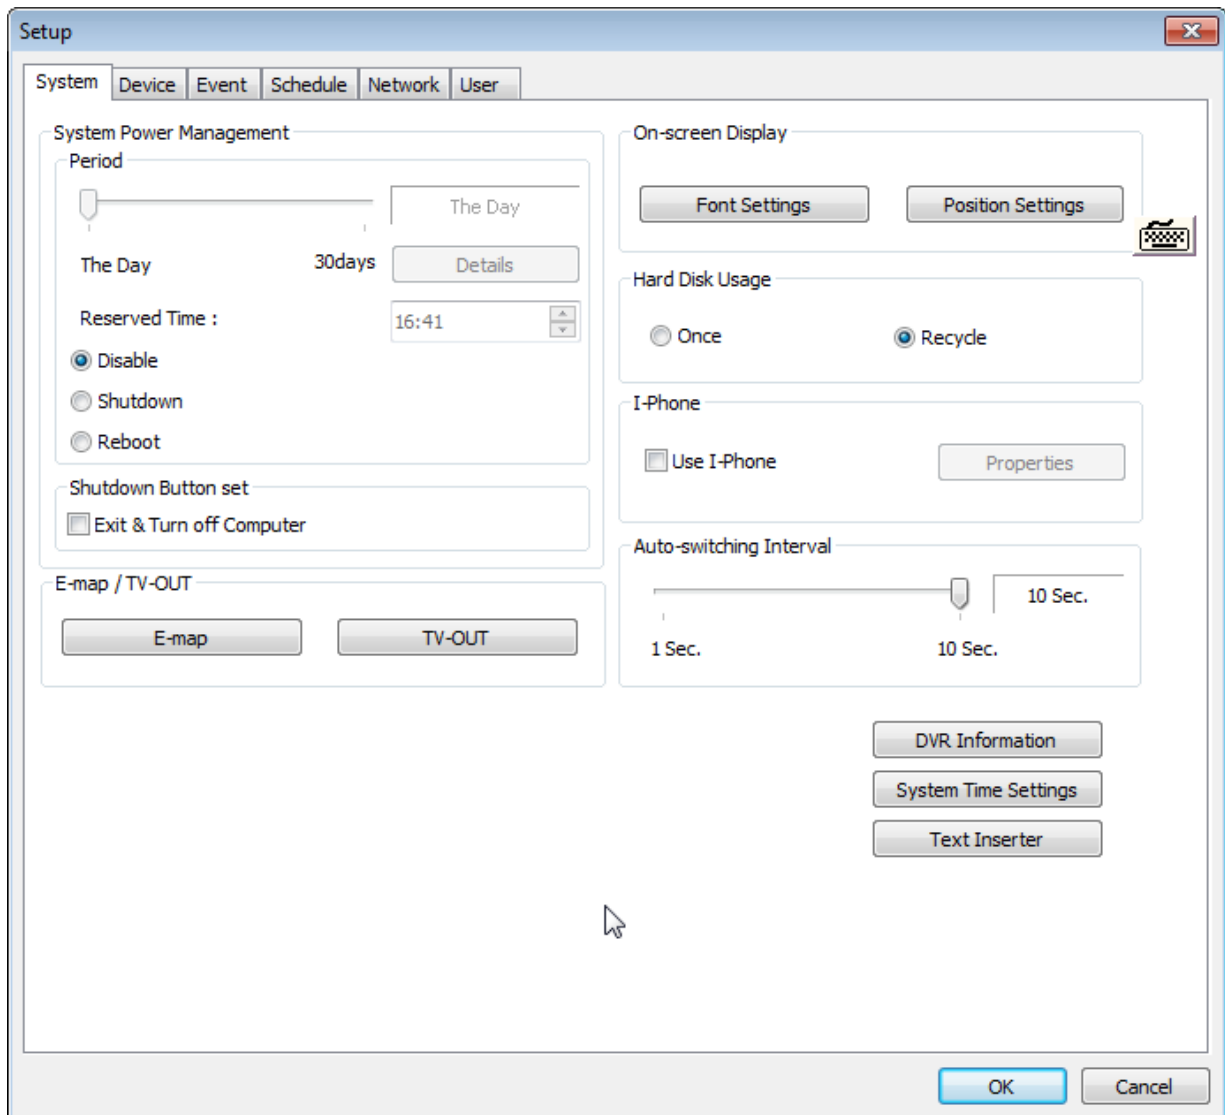 Setup
System Device Event Schedule Network User
System Power Management
Period
The Day
The Day 30days Details
Reserved Time : 16:41
Disable
Shutdown
Reboot
Shutdown Button set
Exit & Turn off Computer
E-map / TV-OUT
E-map TV-OUT
On-screen Display
Font Settings Position Settings
Hard Disk Usage
Once Recycle
I-Phone
Use I-Phone Properties
Auto-switching Interval
10 Sec.
1 Sec. 10 Sec.
DVR Information
System Time Settings
Text Inserter
OK Cancel